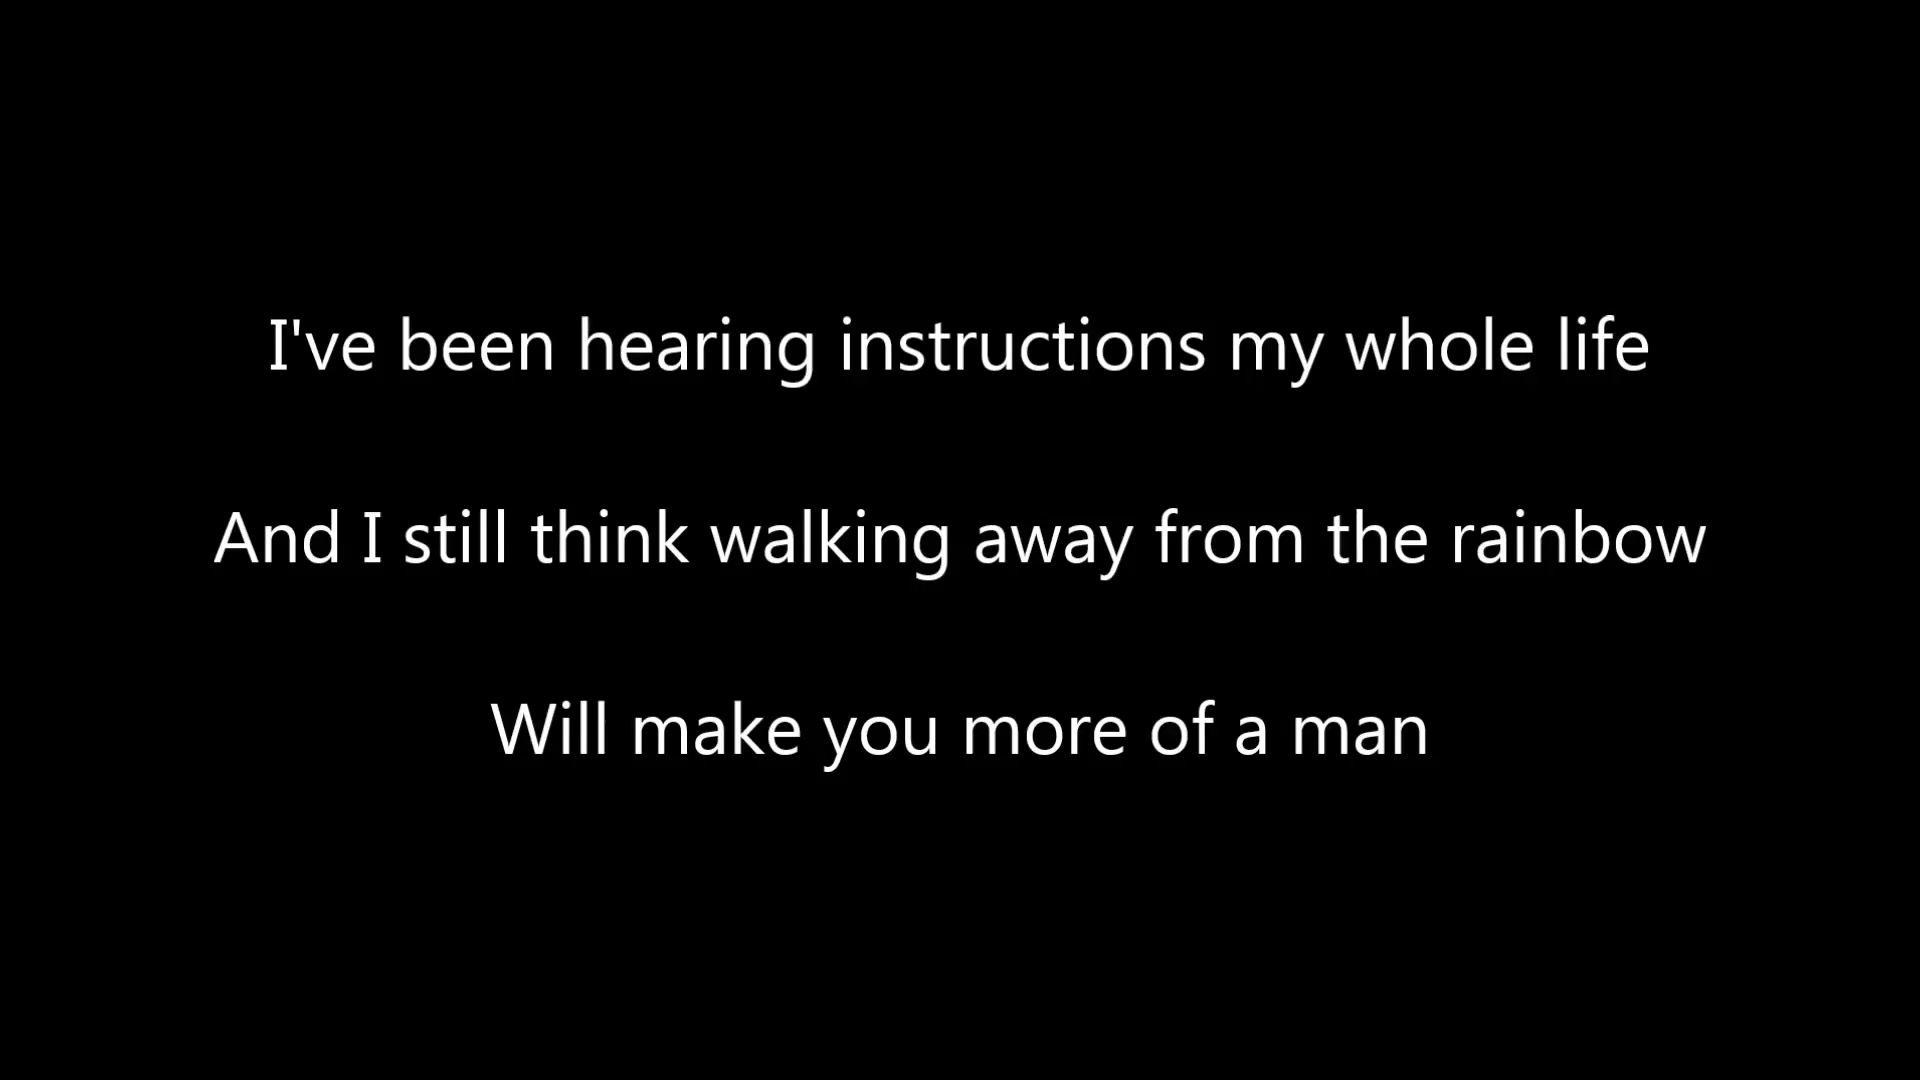 I've been hearing instructions my whole life
And I still think walking away from the rainbow
Will make you more of a man